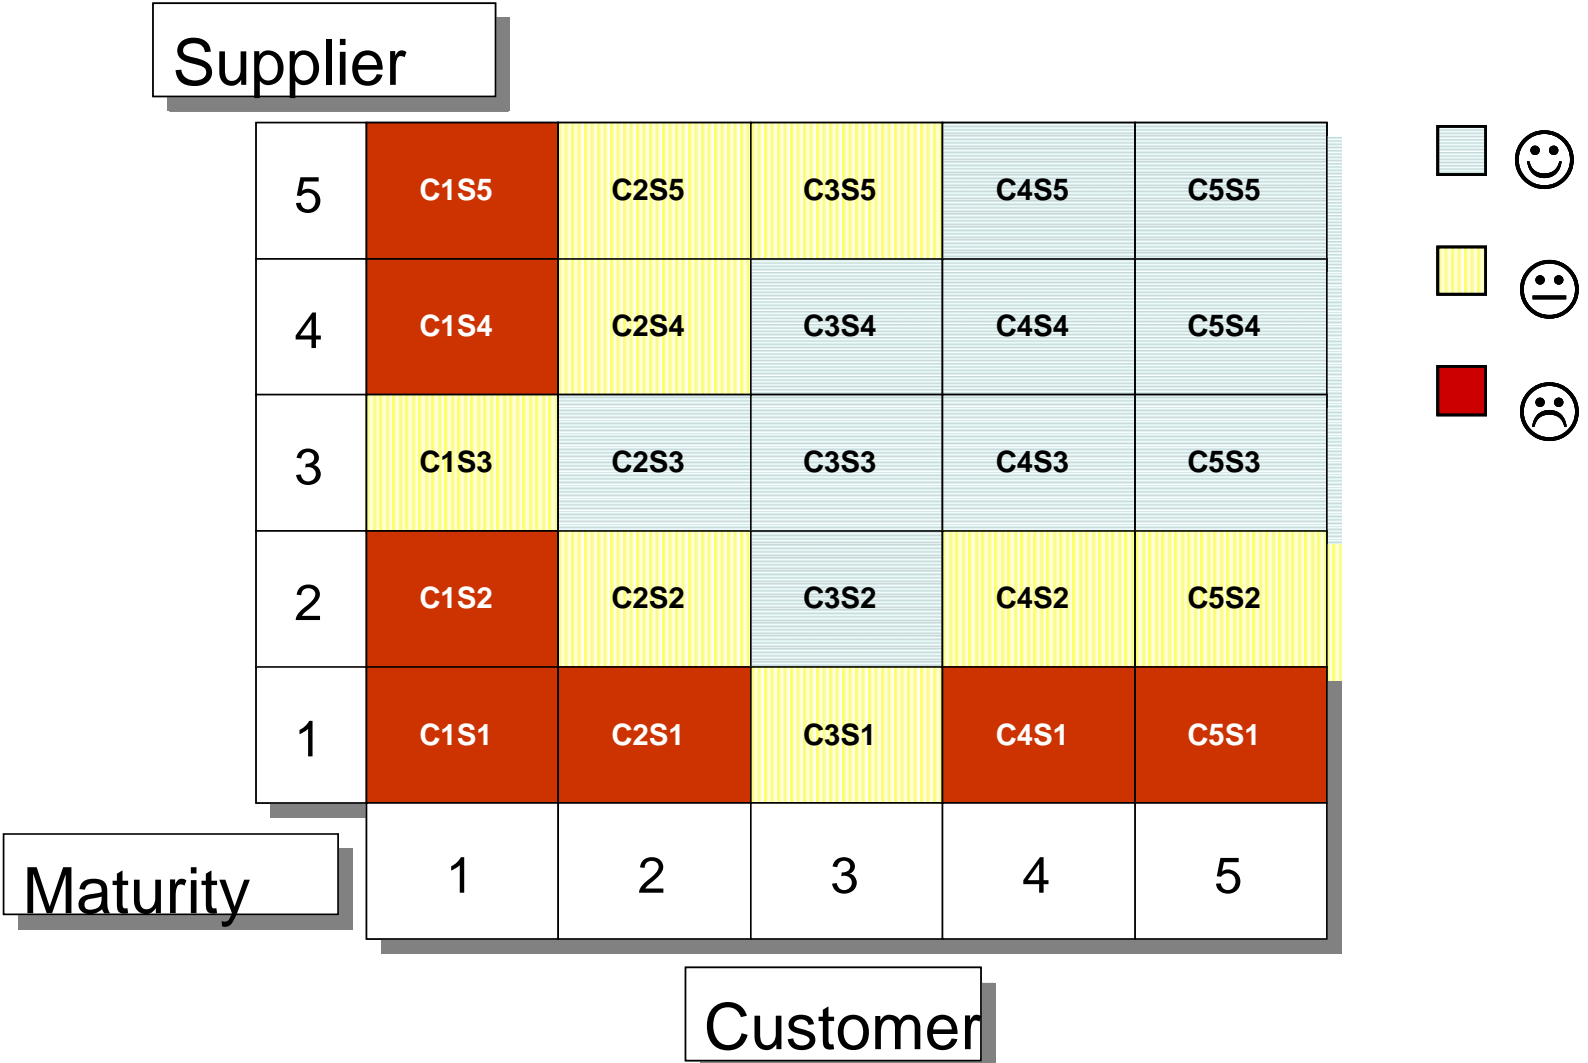 Supplier
5 C1S5 C2S5 C3S5 C4S5 C5S5
4 C1S4 C2S4 C3S4 C4S4 C5S4
3 C1S3 C2S3 C3S3 C4S3 C5S3
2 C1S2 C2S2 C3S2 C4S2 C5S2
1 C1S1 C2S1 C3S1 C4S1 C5S1
Maturity 1 2 3 4 5
Customer